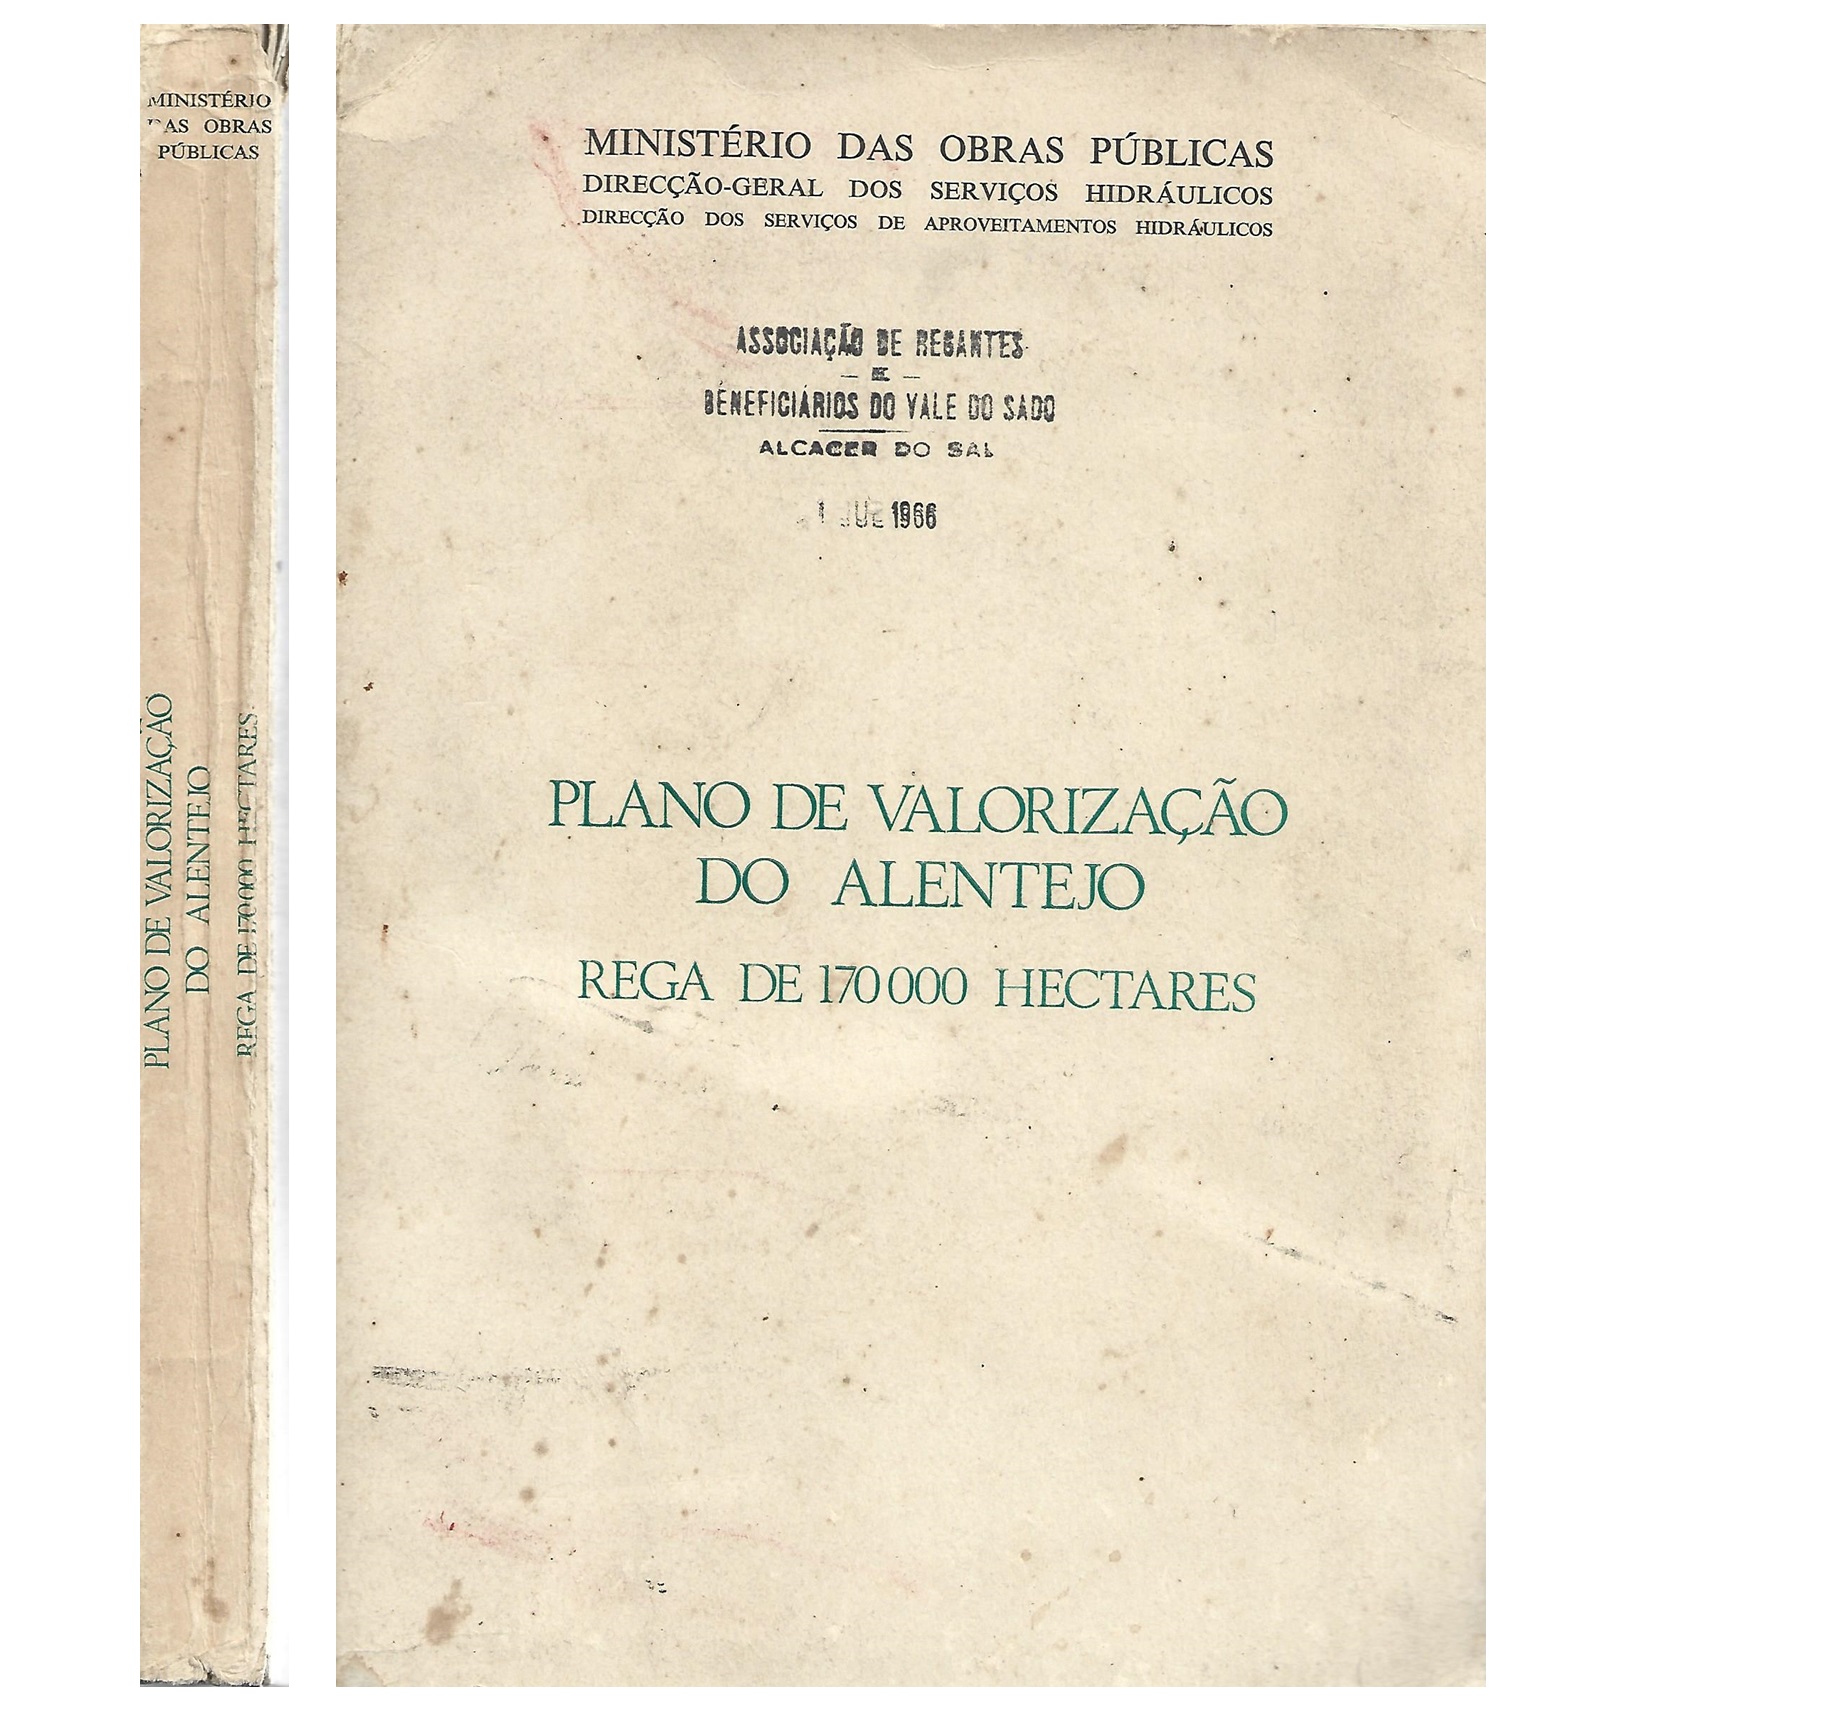 MINISTÉRIO
DAS OBRAS
PÚBLICAS
PLANO DE VALORIZAÇÃO
DO ALENTEJO
REGA DE 170000 HECTARES
MINISTÉRIO DAS OBRAS PÚBLICAS
DIRECÇÃO-GERAL DOS SERVIÇOS HIDRÁULICOS
DIRECÇÃO DOS SERVIÇOS DE APROVEITAMENTOS HIDRÁULICOS
ASSOCIAÇÃO DE REGANTES
— E —
BENEFICIÁRIOS DO VALE DO SADO
ALCACER DO SAL
1966
PLANO DE VALORIZAÇÃO
DO ALENTEJO
REGA DE 170 000 HECTARES